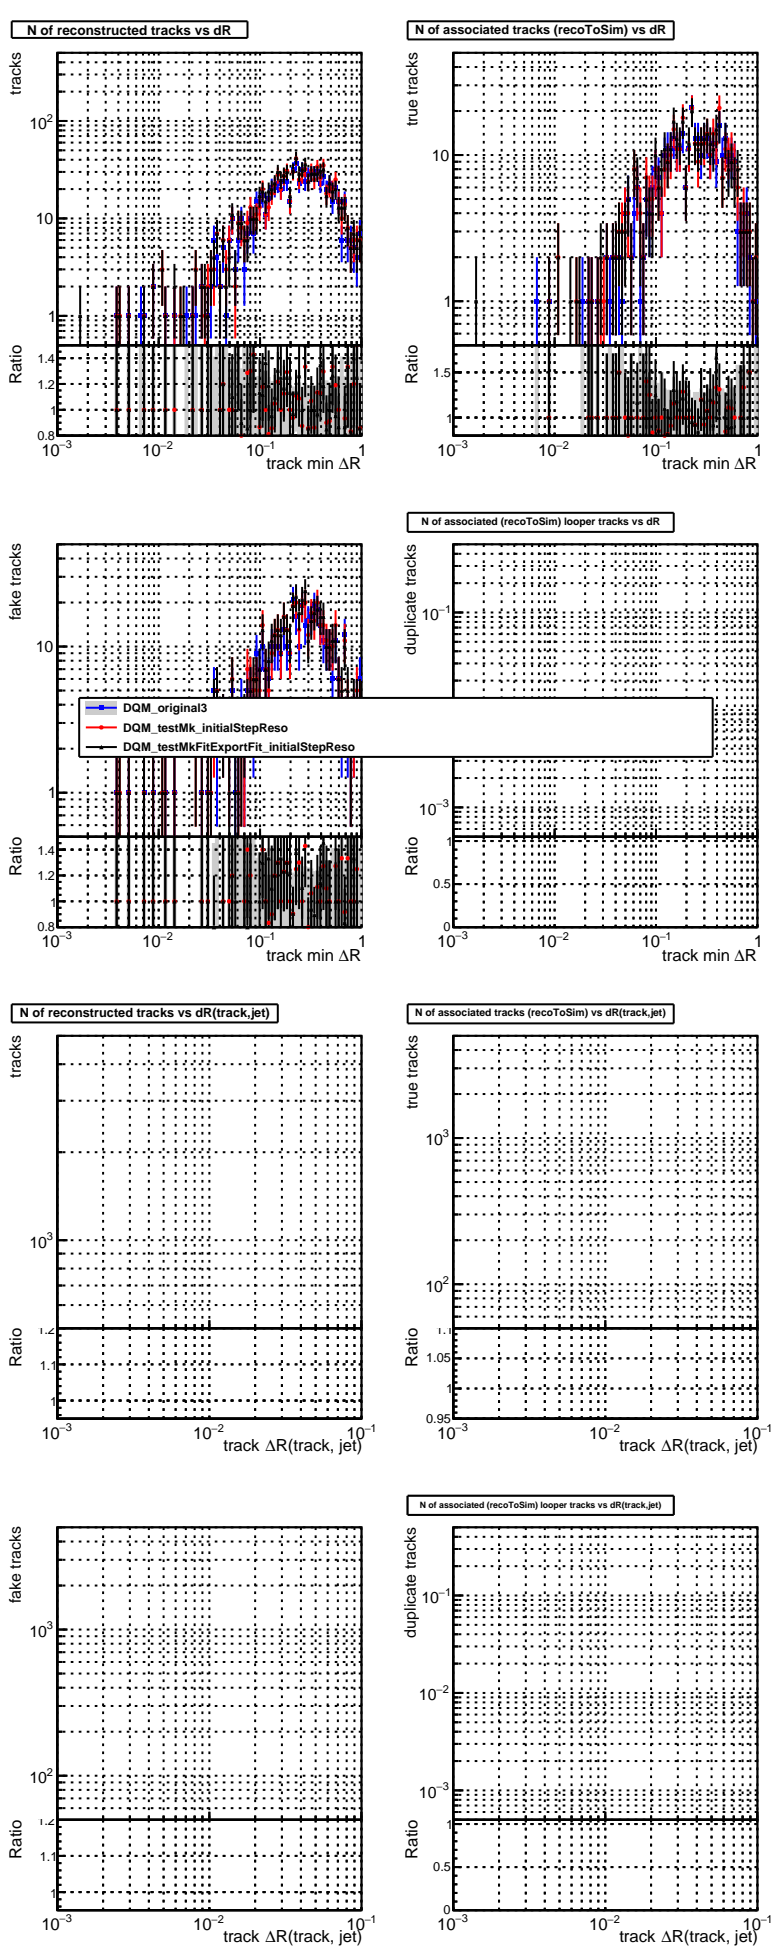 N of reconstructed tracks vs dR
tracks
10²
10
1
Ratio
1.4
1.2
1
0.8
10⁻³
10⁻²
10⁻¹
1
track min ΔR
N of associated tracks (recoToSim) vs dR
true tracks
10
1
Ratio
1.5
1
10⁻³
10⁻²
10⁻¹
1
track min ΔR
fake tracks
10
1
Ratio
1.4
1.2
1
0.8
10⁻³
10⁻²
10⁻¹
1
track min ΔR
N of associated (recoToSim) looper tracks vs dR
duplicate tracks
10⁻¹
10⁻³
Ratio
1
0.5
0
10⁻³
10⁻²
10⁻¹
1
track min ΔR
DQM_original3
DQM_testMk_initialStepReso
DQM_testMkFitExportFit_initialStepReso
N of reconstructed tracks vs dR(track,jet)
tracks
10³
Ratio
1.2
1.1
1
10⁻³
10⁻²
10⁻¹
track ΔR(track, jet)
N of associated tracks (recoToSim) vs dR(track,jet)
true tracks
10³
10²
Ratio
1.1
1.05
1
0.95
10⁻³
10⁻²
10⁻¹
track ΔR(track, jet)
fake tracks
10³
10²
Ratio
1.2
1.1
1
10⁻³
10⁻²
10⁻¹
track ΔR(track, jet)
N of associated (recoToSim) looper tracks vs dR(track,jet)
duplicate tracks
10⁻¹
10⁻²
10⁻³
Ratio
1
0.5
0
10⁻³
10⁻²
10⁻¹
track ΔR(track, jet)